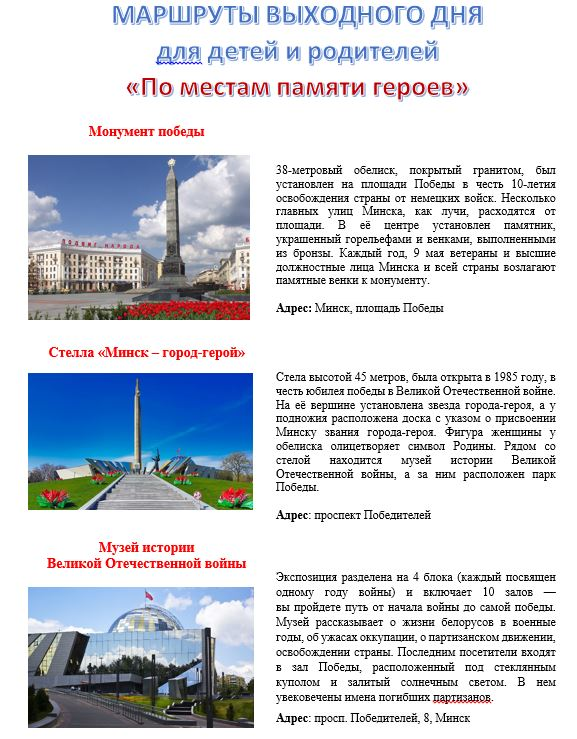 МАРШРУТЫ ВЫХОДНОГО ДНЯ
для детей и родителей
«По местам памяти героев»
Монумент победы
ПОДВИГ НАРОДА
38-метровый обелиск, покрытый гранитом, был
установлен на площади Победы в честь 10-летия
освобождения страны от немецких войск. Несколько
главных улиц Минска, как лучи, расходятся от
площади. В её центре установлен памятник,
украшенный горельефами и венками, выполненными
из бронзы. Каждый год, 9 мая ветераны и высшие
должностные лица Минска и всей страны возлагают
памятные венки к монументу.
Адрес: Минск, площадь Победы
Стелла «Минск – город-герой»
Стела высотой 45 метров, была открыта в 1985 году, в
честь юбилея победы в Великой Отечественной войне.
На её вершине установлена звезда города-героя, а у
подножия расположена доска с указом о присвоении
Минску звания города-героя. Фигура женщины у
обелиска олицетворяет символ Родины. Рядом со
стелой находится музей истории Великой
Отечественной войны, а за ним расположен парк
Победы.
Адрес: проспект Победителей
Музей истории
Великой Отечественной войны
Экспозиция разделена на 4 блока (каждый посвящен
одному году войны) и включает 10 залов —
вы пройдете путь от начала войны до самой победы.
Музей рассказывает о жизни белорусов в военные
годы, об ужасах оккупации, о партизанском движении,
освобождении страны. Последним посетители входят
в зал Победы, расположенный под стеклянным
куполом и залитый солнечным светом. В нем
увековечены имена погибших партизанов.
Адрес: просп. Победителей, 8, Минск